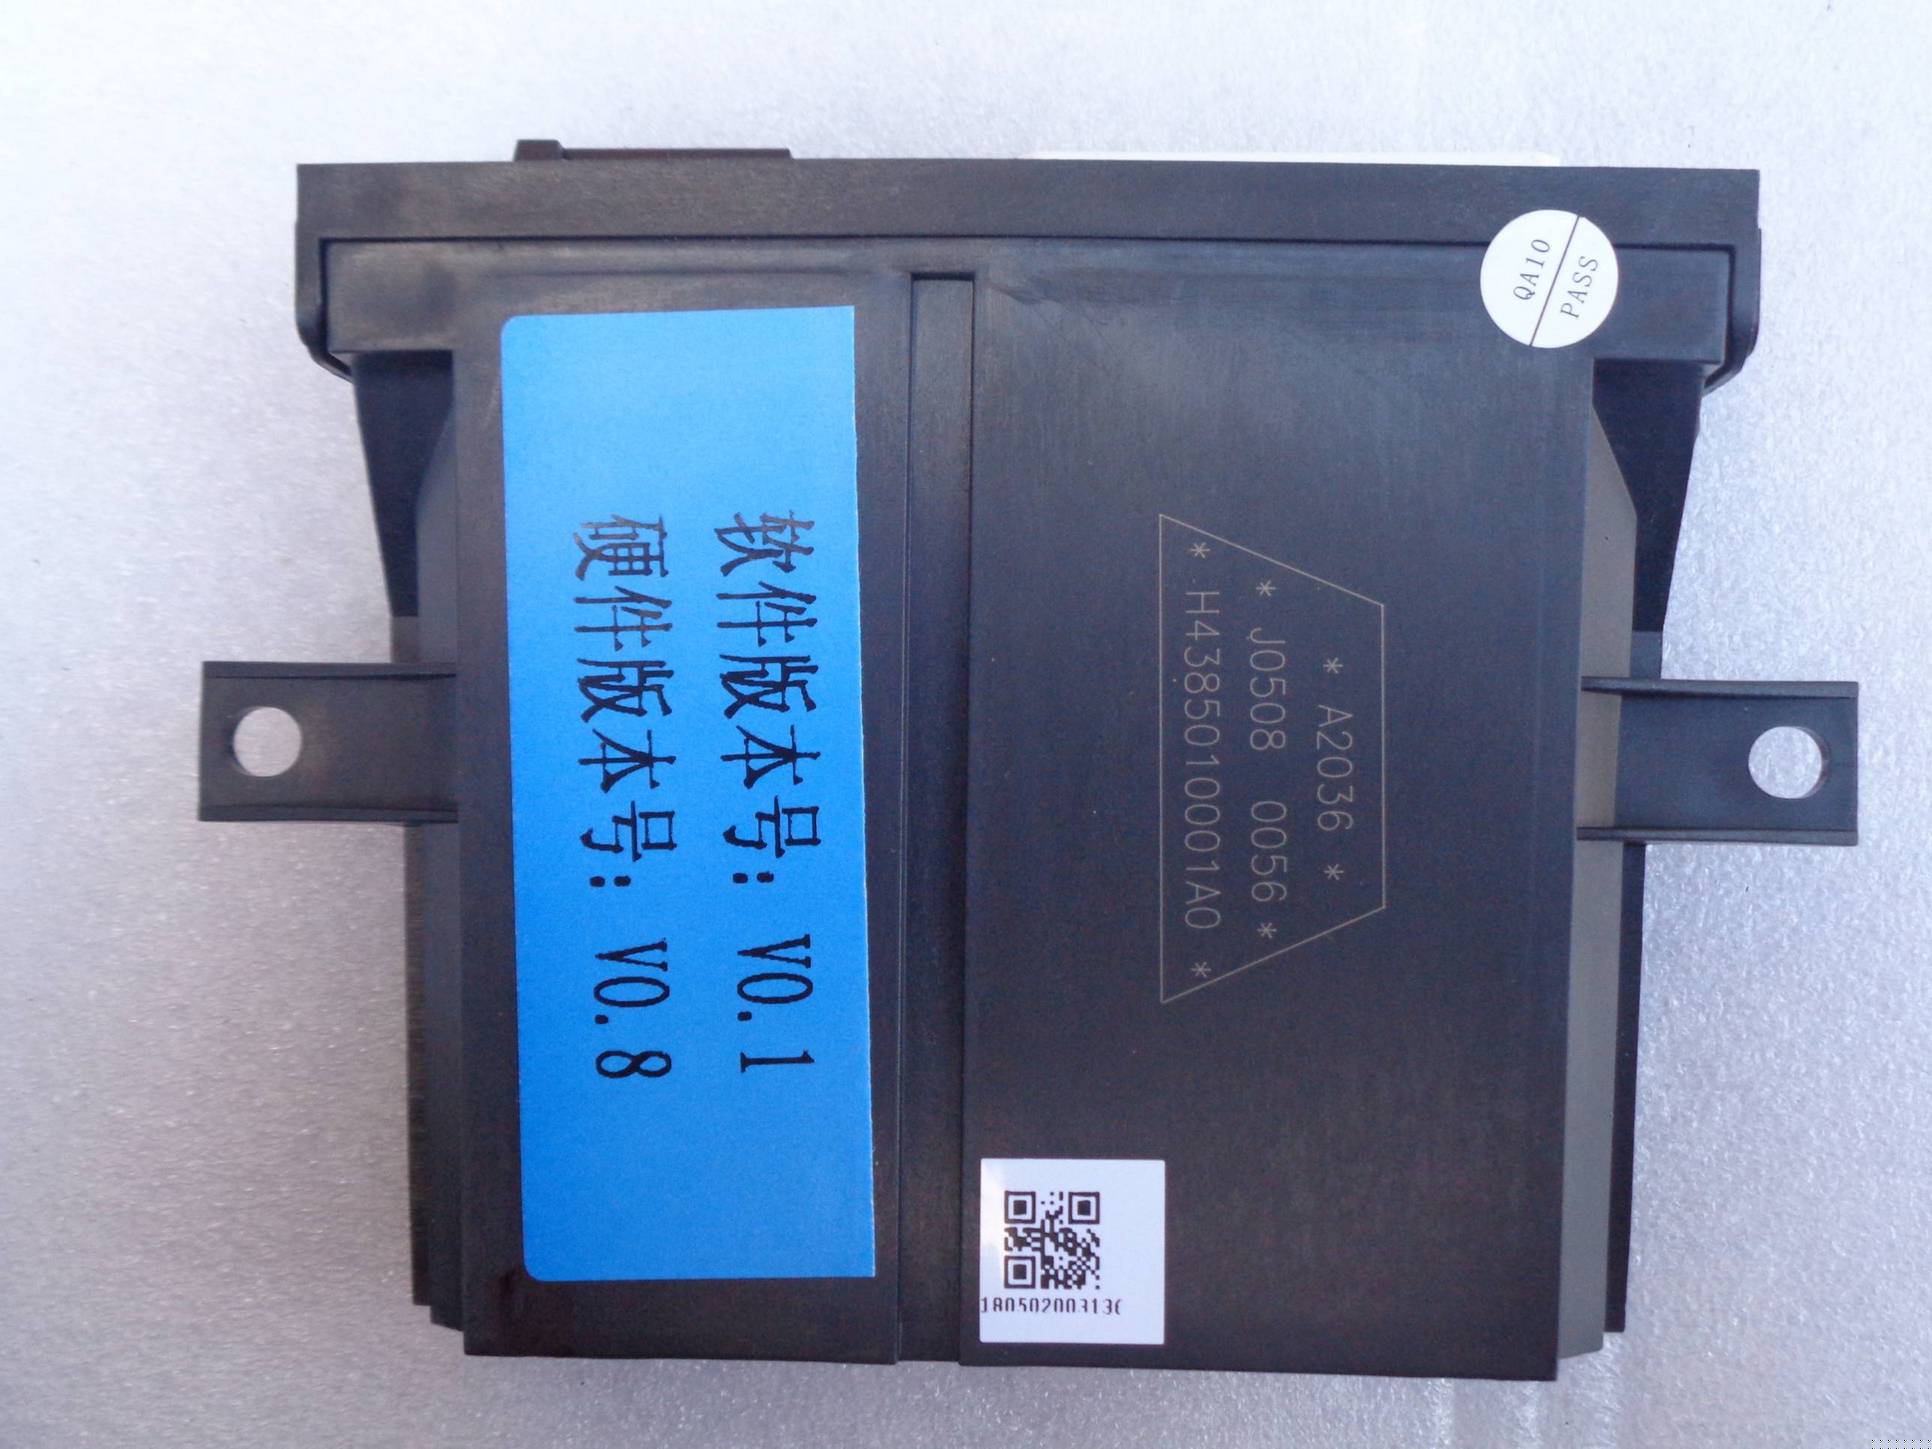 软件版本号: V0.1
硬件版本号: V0.8
QA10
PASS
* A2036 *
* J0508 0056 *
* H4385010001A0 *